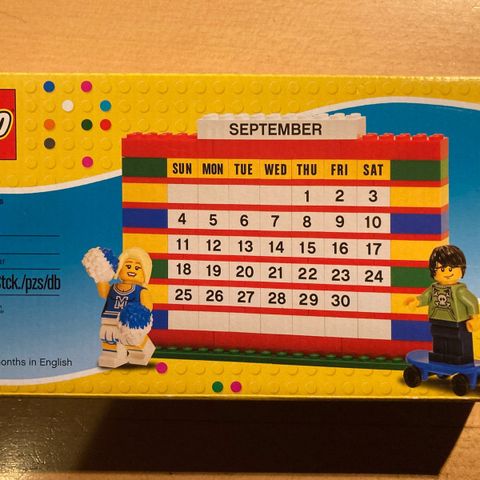 SEPTEMBER
SUN MON TUE WED THU FRI SAT
1 2 3
4 5 6 7 8 9 10
11 12 13 14 15 16 17
18 19 20 21 22 23 24
25 26 27 28 29 30
M
tck./pzs/db
onths in English